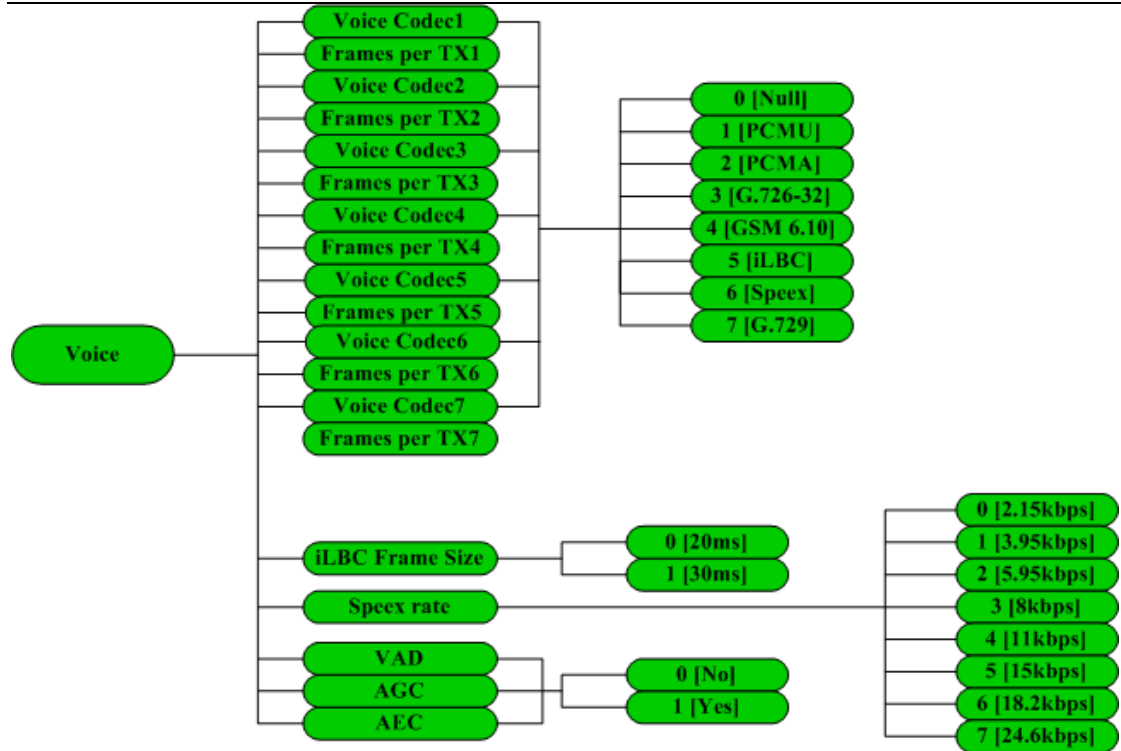 Voice
Voice Codec1
Frames per TX1
Voice Codec2
Frames per TX2
Voice Codec3
Frames per TX3
Voice Codec4
Frames per TX4
Voice Codec5
Frames per TX5
Voice Codec6
Frames per TX6
Voice Codec7
Frames per TX7
0 [Null]
1 [PCMU]
2 [PCMA]
3 [G.726-32]
4 [GSM 6.10]
5 [iLBC]
6 [Speex]
7 [G.729]
iLBC Frame Size
0 [20ms]
1 [30ms]
Speex rate
0 [2.15kbps]
1 [3.95kbps]
2 [5.95kbps]
3 [8kbps]
4 [11kbps]
5 [15kbps]
6 [18.2kbps]
7 [24.6kbps]
VAD
AGC
AEC
0 [No]
1 [Yes]